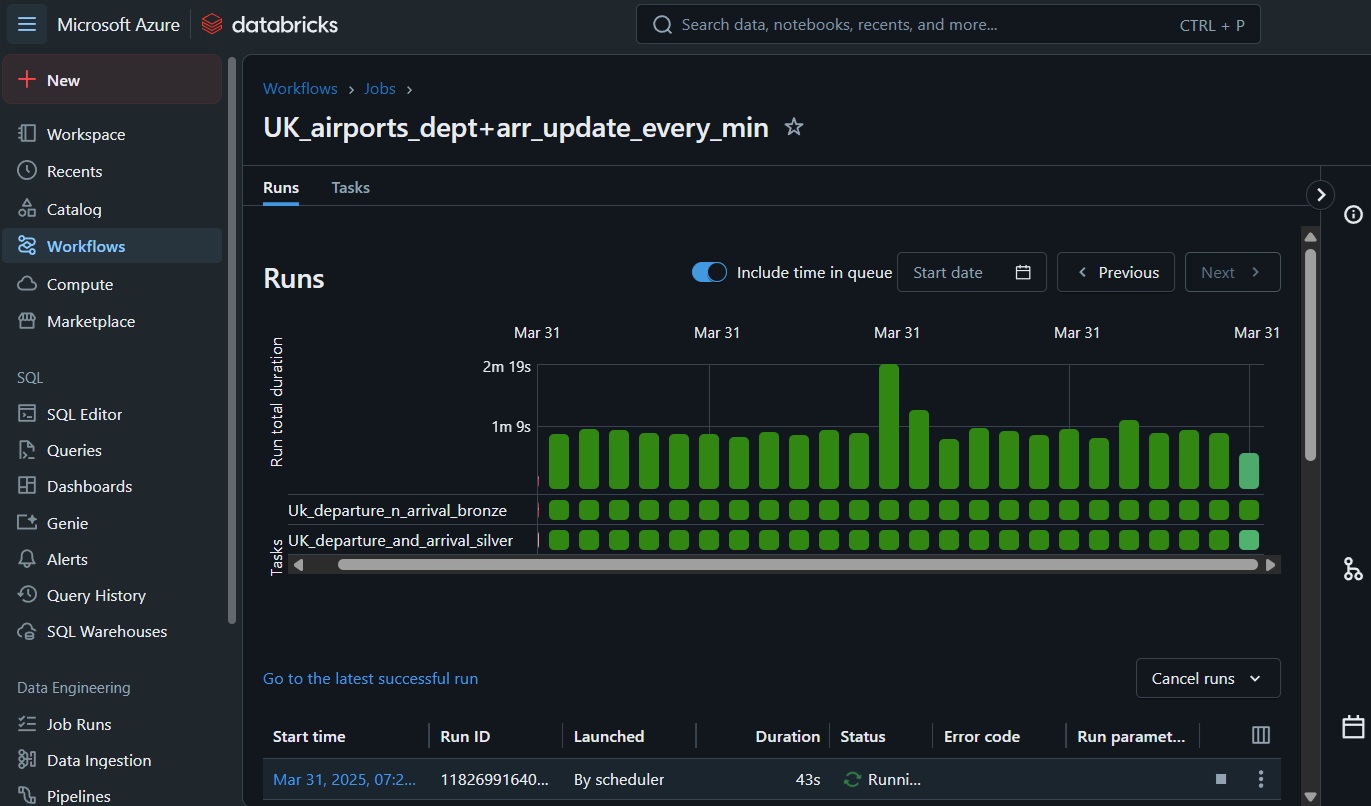 Microsoft Azure databricks
Search data, notebooks, recents, and more... CTRL + P
New
Workspace
Recents
Catalog
Workflows
Compute
Marketplace
SQL
SQL Editor
Queries
Dashboards
Genie
Alerts
Query History
SQL Warehouses
Data Engineering
Job Runs
Data Ingestion
Pipelines
Workflows > Jobs >
UK_airports_dept+arr_update_every_min
Runs Tasks
Runs
Include time in queue Start date Previous Next
Mar 31 Mar 31 Mar 31 Mar 31 Mar 31
Run total duration
2m 19s
1m 9s
Tasks
Uk_departure_n_arrival_bronze
UK_departure_and_arrival_silver
Go to the latest successful run Cancel runs
Start time Run ID Launched Duration Status Error code Run paramet...
Mar 31, 2025, 07:2... 11826991640... By scheduler 43s Runni...